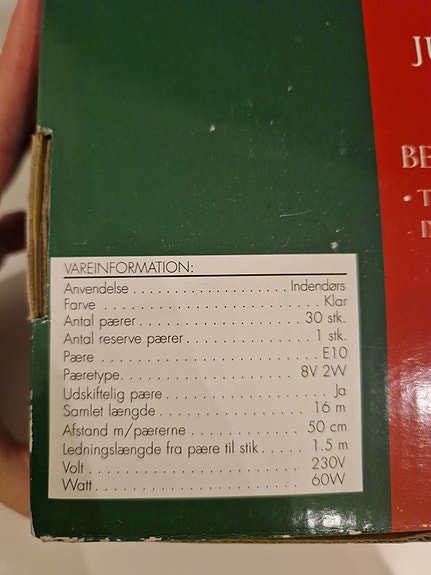 VAREINFORMATION:
Anvendelse . . . . . . . . . . . . . . . . . . . . Indendørs
Farve . . . . . . . . . . . . . . . . . . . . . . . . . . . . Klar
Antal pærer . . . . . . . . . . . . . . . . . . . . . 30 stk.
Antal reserve pærer . . . . . . . . . . . . . . . 1 stk.
Pære . . . . . . . . . . . . . . . . . . . . . . . . . . . . E10
Pæretype . . . . . . . . . . . . . . . . . . . . . . 8V 2W
Udskiftelig pære . . . . . . . . . . . . . . . . . . . . Ja
Samlet længde . . . . . . . . . . . . . . . . . . . 16 m
Afstand m/pærerne . . . . . . . . . . . . . . . 50 cm
Ledningslængde fra pære til stik . . . . . 1.5 m
Volt . . . . . . . . . . . . . . . . . . . . . . . . . . . . 230V
Watt . . . . . . . . . . . . . . . . . . . . . . . . . . . 60W
BE